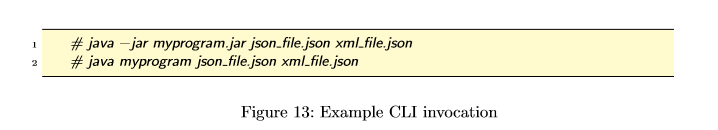 1 # java −jar myprogram.jar json_file.json xml_file.json
2 # java myprogram json_file.json xml_file.json
Figure 13: Example CLI invocation